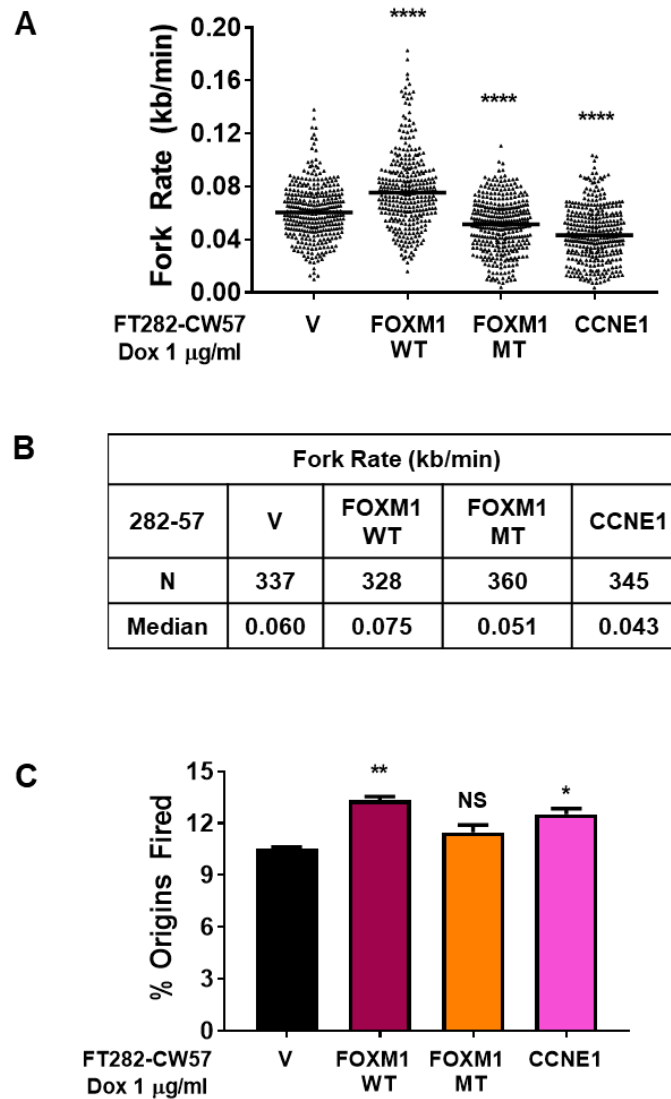 A
Fork Rate (kb/min)
0.20
0.16
0.12
0.08
0.04
0.00
****
****
****
FT282-CW57
Dox 1 μg/ml
V
FOXM1
WT
FOXM1
MT
CCNE1
B
Fork Rate (kb/min)
282-57
V
FOXM1
WT
FOXM1
MT
CCNE1
N
337
328
360
345
Median
0.060
0.075
0.051
0.043
C
% Origins Fired
15
12
9
6
3
0
**
NS
*
FT282-CW57
Dox 1 μg/ml
V
FOXM1
WT
FOXM1
MT
CCNE1